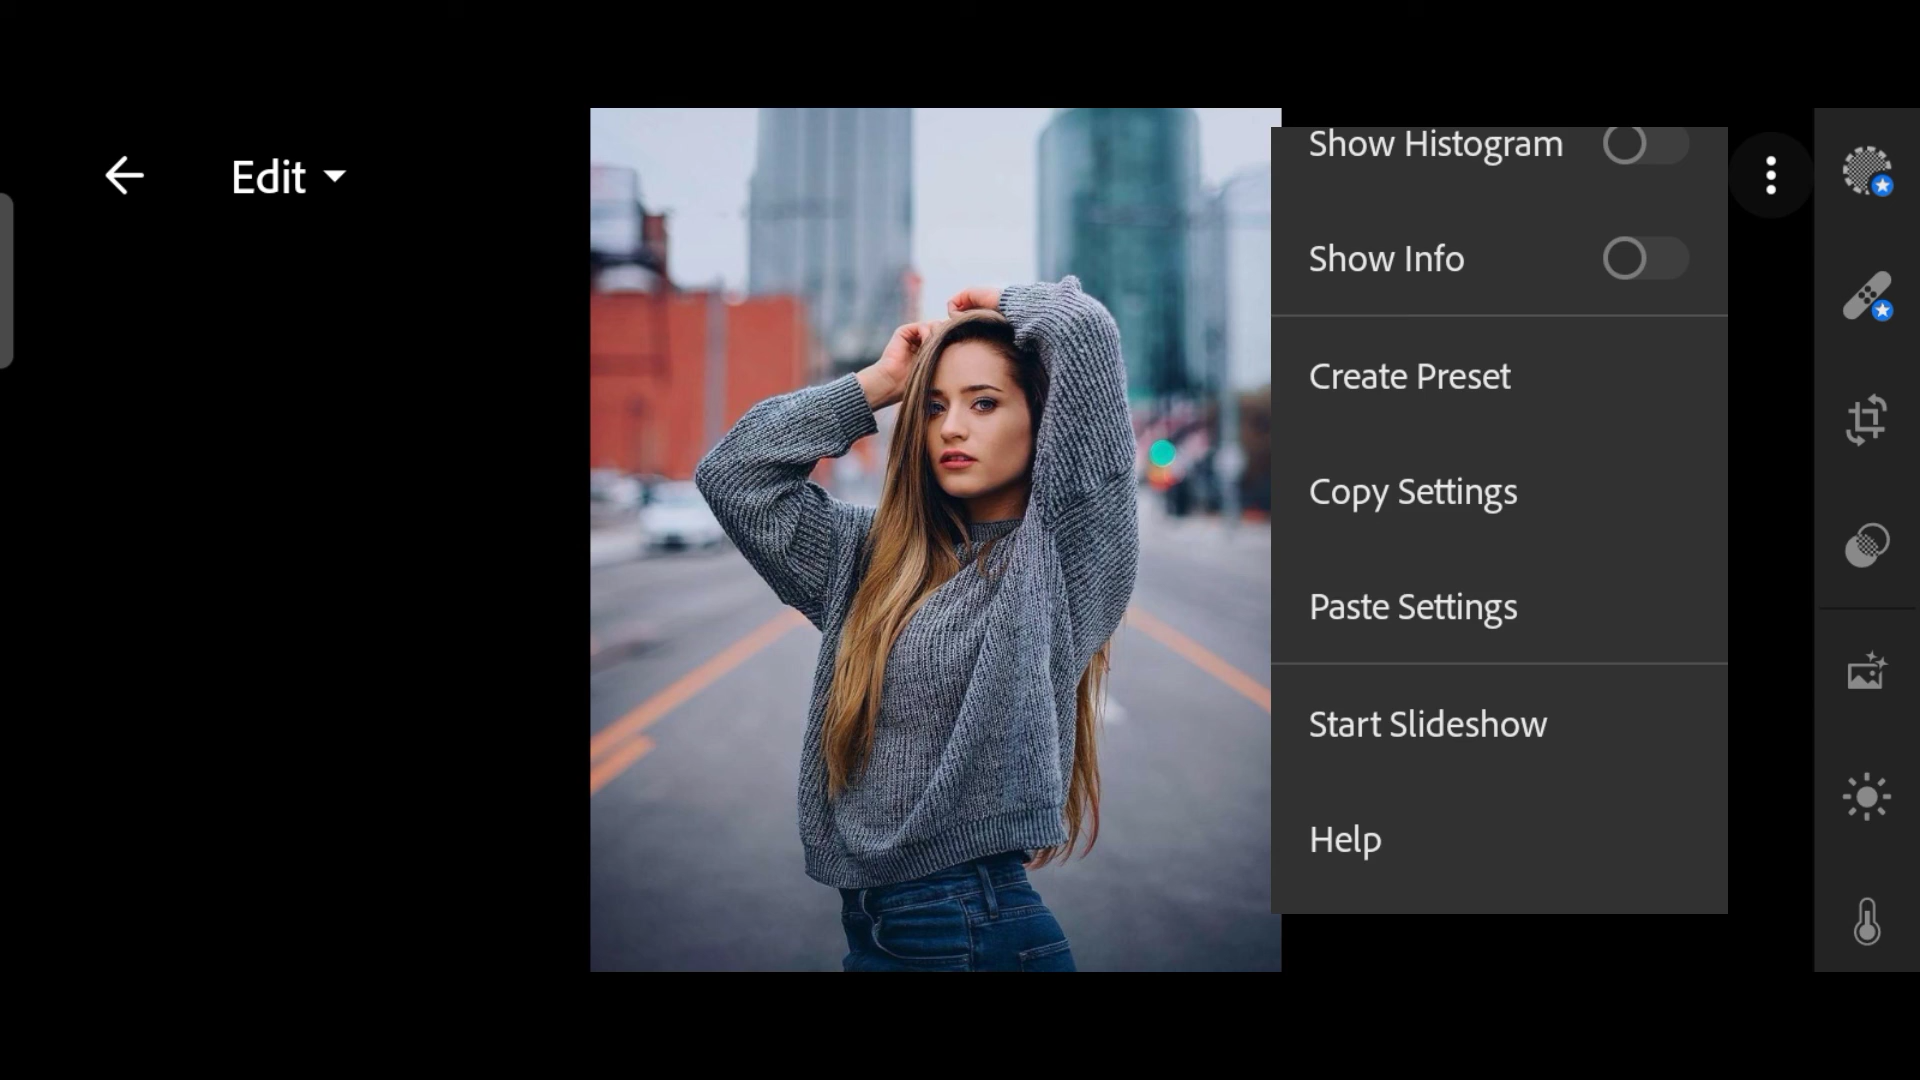 Edit
Show Histogram
Show Info
Create Preset
Copy Settings
Paste Settings
Start Slideshow
Help